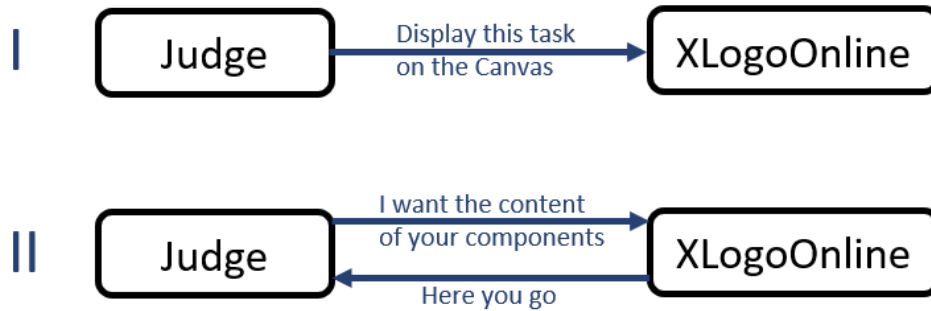 I
Judge
Display this task
on the Canvas
XLogoOnline
II
Judge
I want the content
of your components
Here you go
XLogoOnline